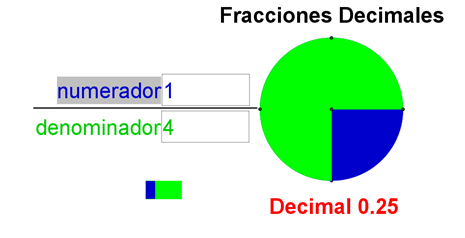 Fracciones Decimales
numerador 1
denominador 4
Decimal 0.25